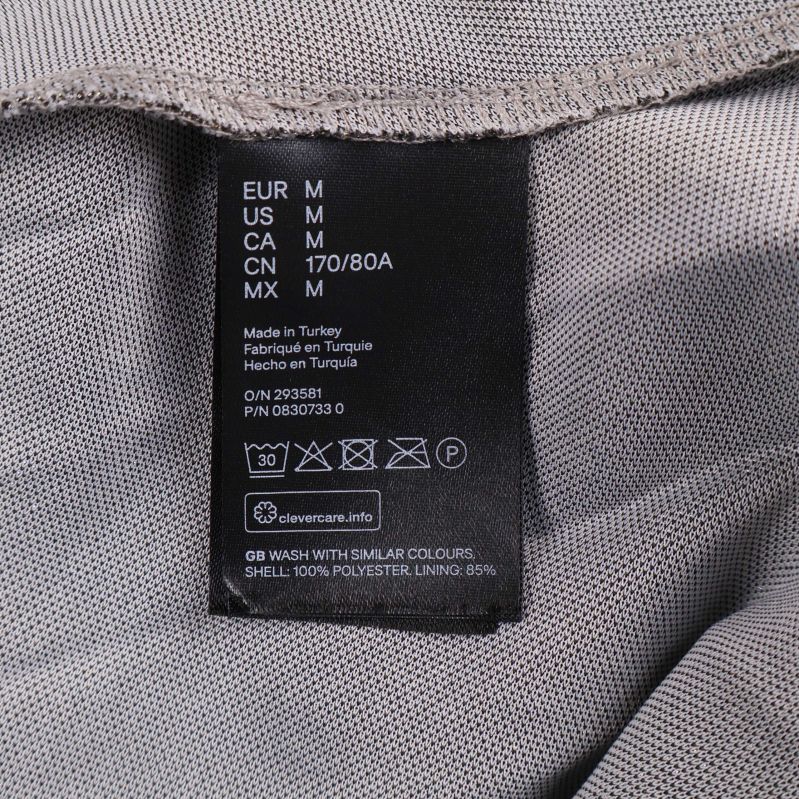 EUR M
US M
CA M
CN 170/80A
MX M
Made in Turkey
Fabriqué en Turquie
Hecho en Turquía
O/N 293581
P/N 0830733 0
30 P
clevercare.info
GB WASH WITH SIMILAR COLOURS.
SHELL: 100% POLYESTER. LINING: 85%